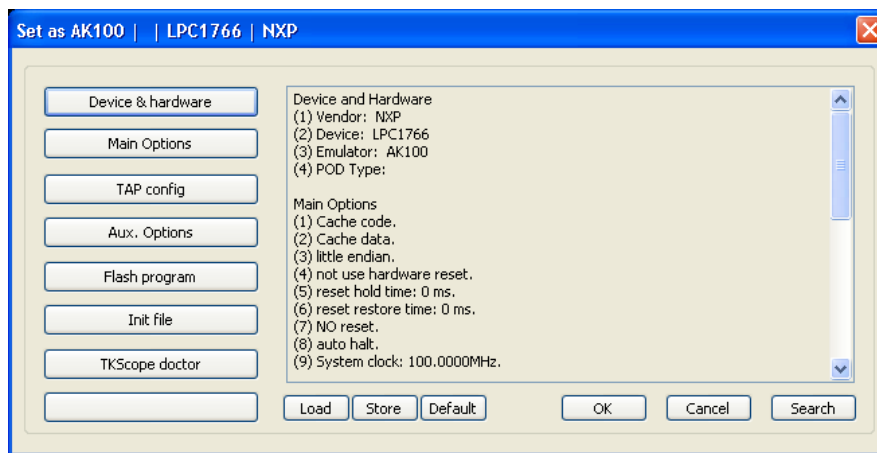 Set as AK100 | | LPC1766 | NXP
Device & hardware
Main Options
TAP config
Aux. Options
Flash program
Init file
TKScope doctor
Device and Hardware
(1) Vendor: NXP
(2) Device: LPC1766
(3) Emulator: AK100
(4) POD Type:
Main Options
(1) Cache code.
(2) Cache data.
(3) little endian.
(4) not use hardware reset.
(5) reset hold time: 0 ms.
(6) reset restore time: 0 ms.
(7) NO reset.
(8) auto halt.
(9) System clock: 100.0000MHz.
Load Store Default OK Cancel Search